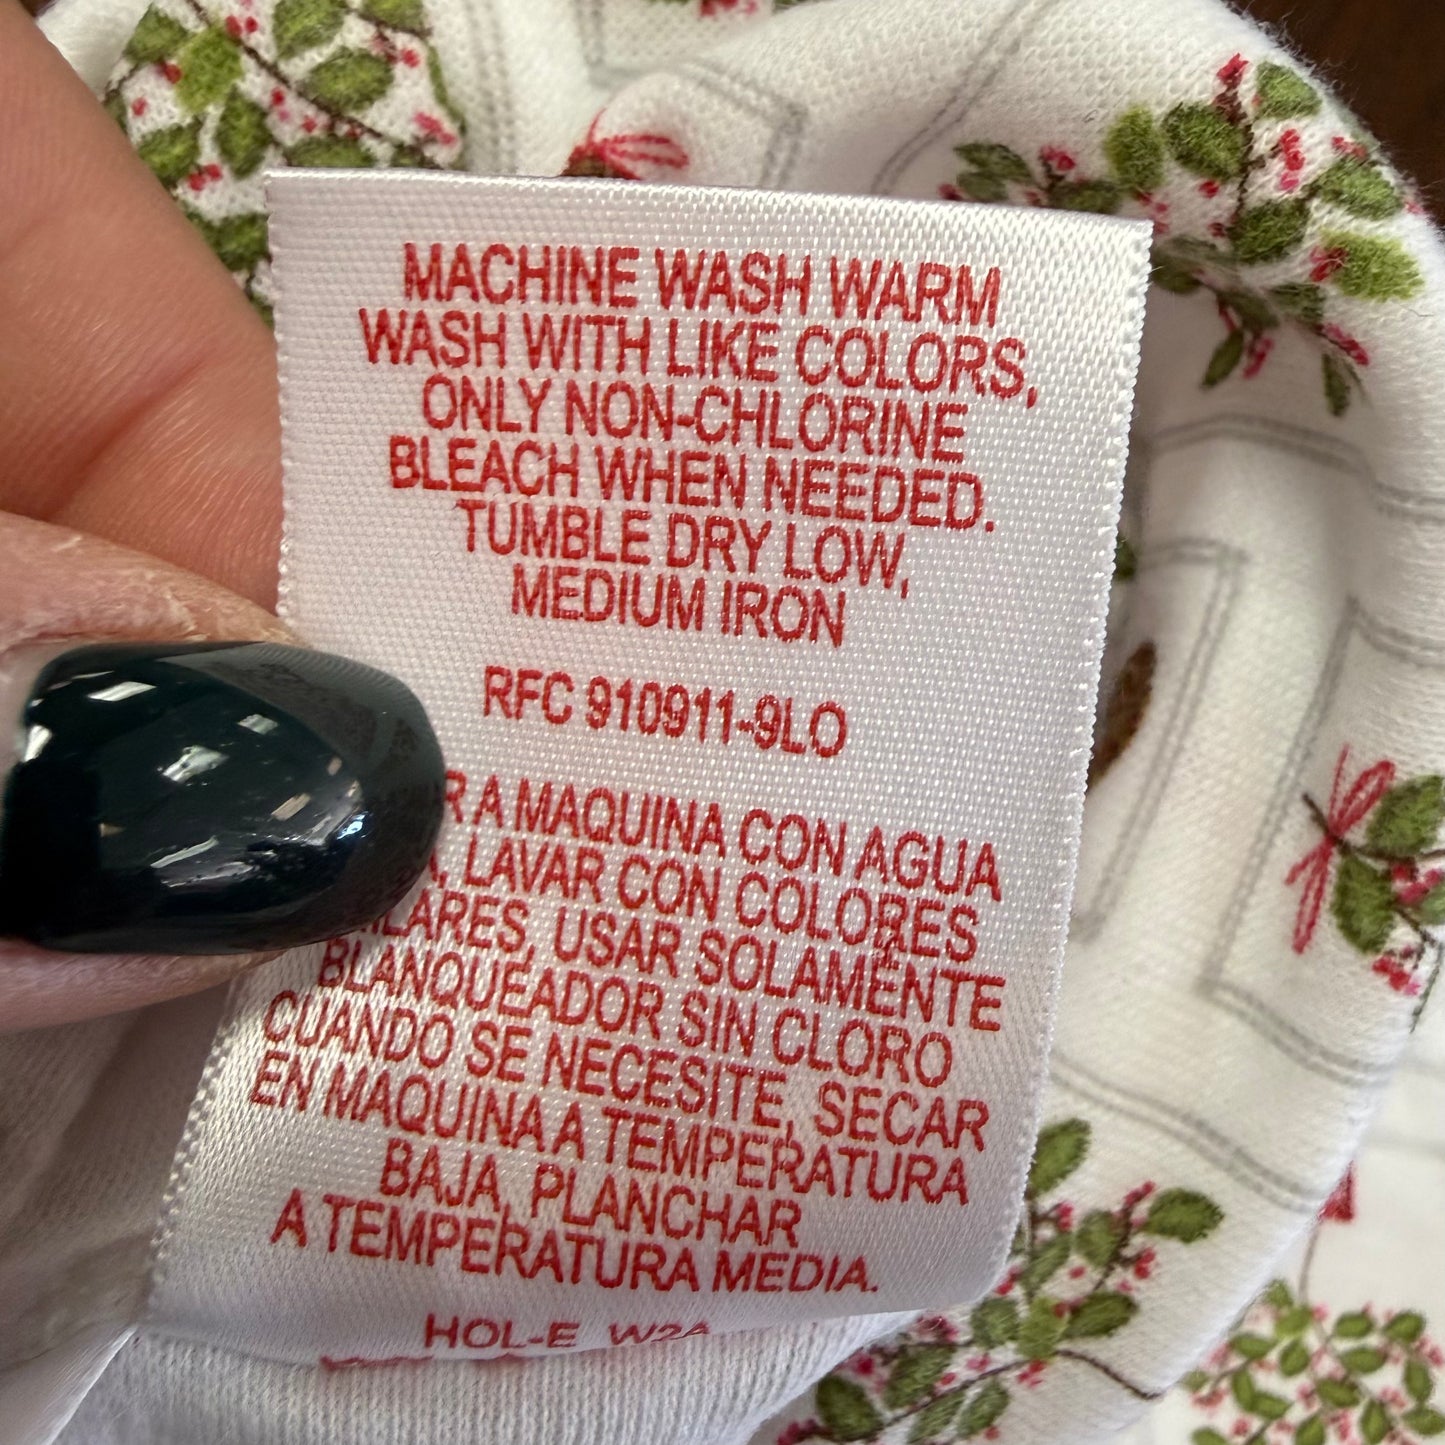 MACHINE WASH WARM
WASH WITH LIKE COLORS,
ONLY NON-CHLORINE
BLEACH WHEN NEEDED.
TUMBLE DRY LOW,
MEDIUM IRON
RFC 910911-9L0
A MAQUINA CON AGUA
LAVAR CON COLORES
USAR SOLAMENTE
BLANQUEADOR SIN CLORO
CUANDO SE NECESITE, SECAR
EN MAQUINA A TEMPERATURA
BAJA, PLANCHAR
A TEMPERATURA MEDIA.
HOL-E W2A